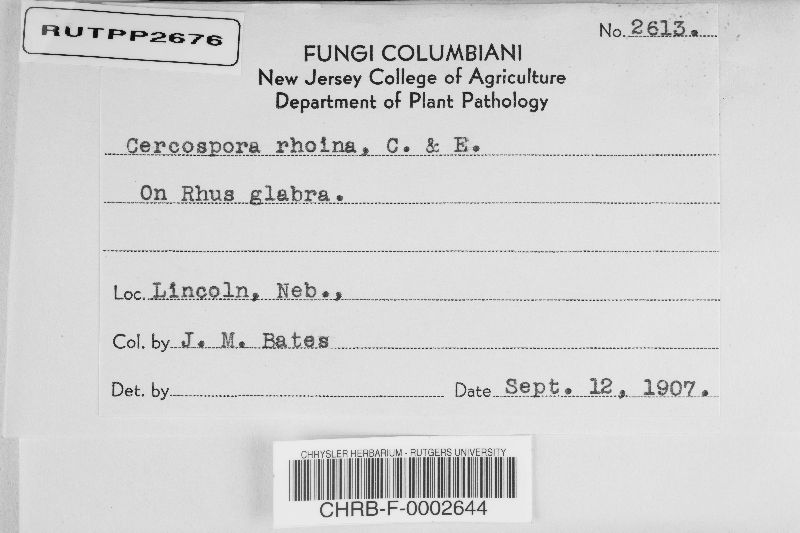 RUTPP2676
No. 2613.
FUNGI COLUMBIANI
New Jersey College of Agriculture
Department of Plant Pathology
Cercospora rhoina, C. & E.
On Rhus glabra.
Loc. Lincoln, Neb.,
Col. by J. M. Bates
Det. by
Date Sept. 12, 1907.
CHRYSLER HERBARIUM - RUTGERS UNIVERSITY
CHRB-F-0002644